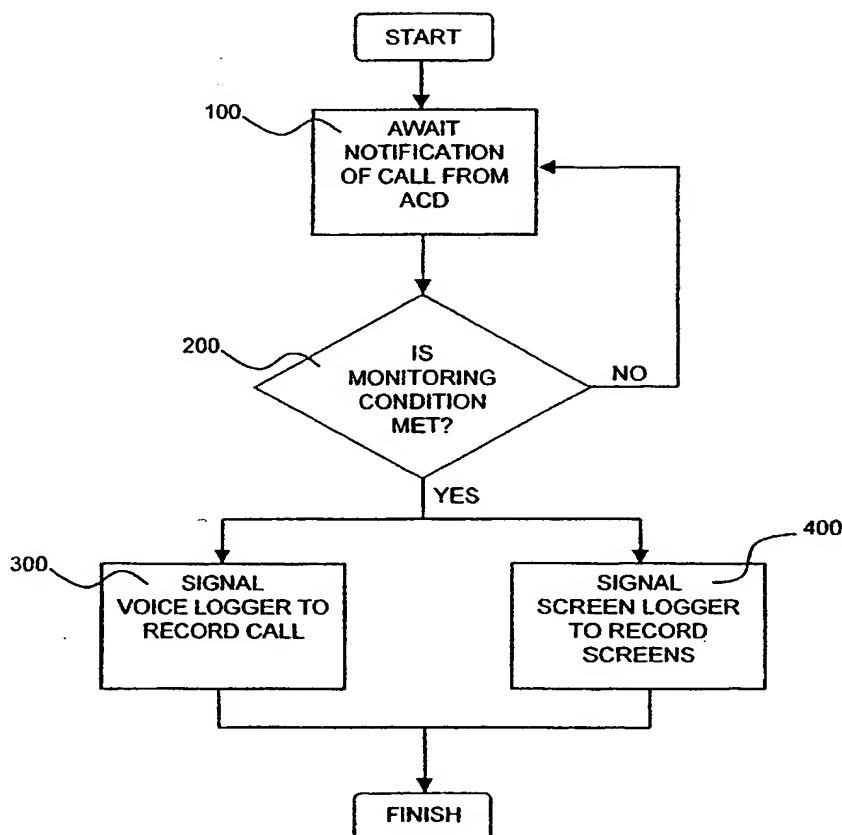 START
100
AWAIT
NOTIFICATION
OF CALL FROM
ACD
200
IS
MONITORING
CONDITION
MET?
NO
YES
300
SIGNAL
VOICE LOGGER TO
RECORD CALL
400
SIGNAL
SCREEN LOGGER
TO RECORD
SCREENS
FINISH